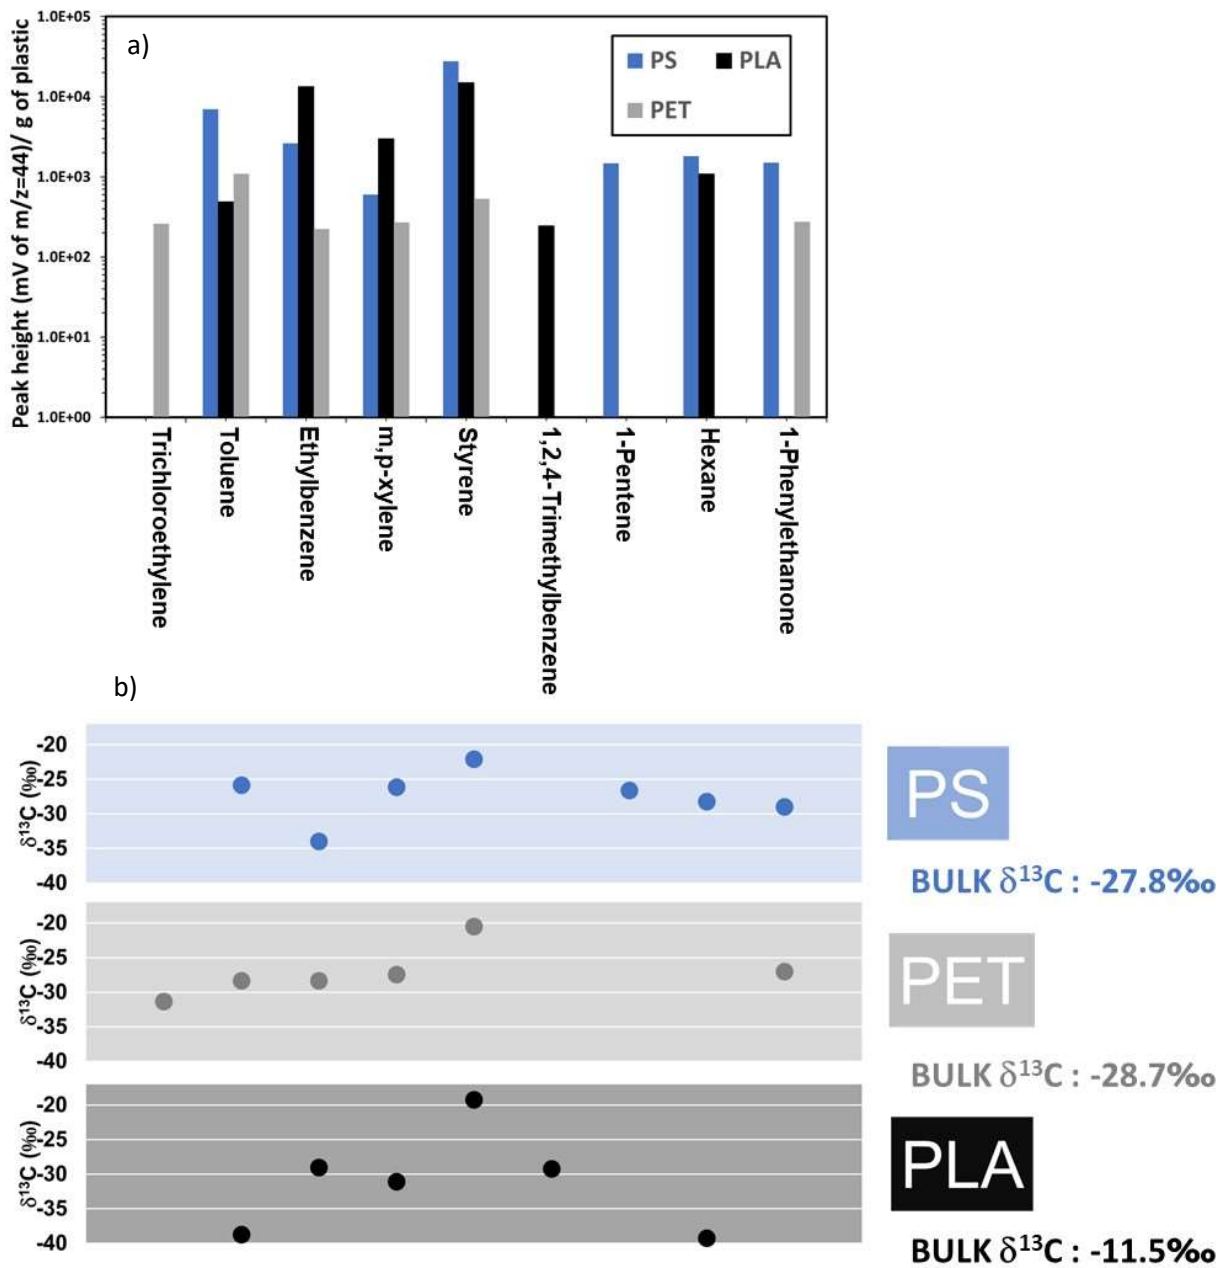 a)
Peak height (mV of m/z=44)/ g of plastic
1.0E+05
1.0E+04
1.0E+03
1.0E+02
1.0E+01
1.0E+00
PS PLA
PET
Trichloroethylene
Toluene
Ethylbenzene
m,p-xylene
Styrene
1,2,4-Trimethylbenzene
1-Pentene
Hexane
1-Phenylethanone
b)
δ¹³C (‰)
-20
-25
-30
-35
-40
PS
BULK δ¹³C : -27.8‰
δ¹³C (‰)
-20
-25
-30
-35
-40
PET
BULK δ¹³C : -28.7‰
δ¹³C (‰)
-20
-25
-30
-35
-40
PLA
BULK δ¹³C : -11.5‰